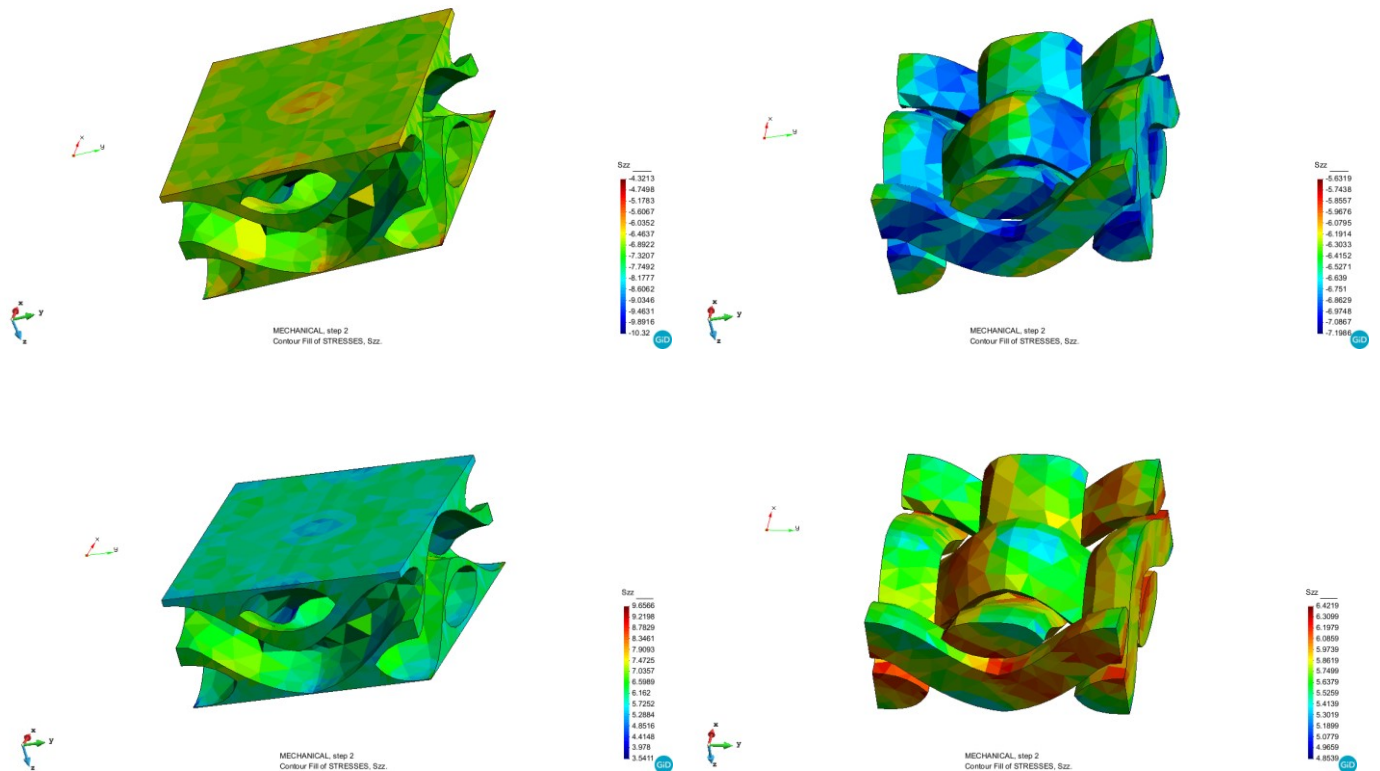 x
y
Szz
-4.3213
-4.7498
-5.1783
-5.6067
-6.0352
-6.4637
-6.8922
-7.3207
-7.7492
-8.1777
-8.6062
-9.0346
-9.4631
-9.8916
-10.32
x
y
z
MECHANICAL, step 2
Contour Fill of STRESSES, Szz.
GiD
x
y
Szz
-5.6319
-5.7438
-5.8557
-5.9676
-6.0795
-6.1914
-6.3033
-6.4152
-6.5271
-6.639
-6.751
-6.8629
-6.9748
-7.0867
-7.1986
x
y
z
MECHANICAL, step 2
Contour Fill of STRESSES, Szz.
GiD
x
y
Szz
9.6566
9.2198
8.7829
8.3461
7.9093
7.4725
7.0357
6.5989
6.162
5.7252
5.2884
4.8516
4.4148
3.978
3.5411
x
y
z
MECHANICAL, step 2
Contour Fill of STRESSES, Szz.
GiD
x
y
Szz
6.4219
6.3099
6.1979
6.0859
5.9739
5.8619
5.7499
5.6379
5.5259
5.4139
5.3019
5.1899
5.0779
4.9659
4.8539
x
y
z
MECHANICAL, step 2
Contour Fill of STRESSES, Szz.
GiD